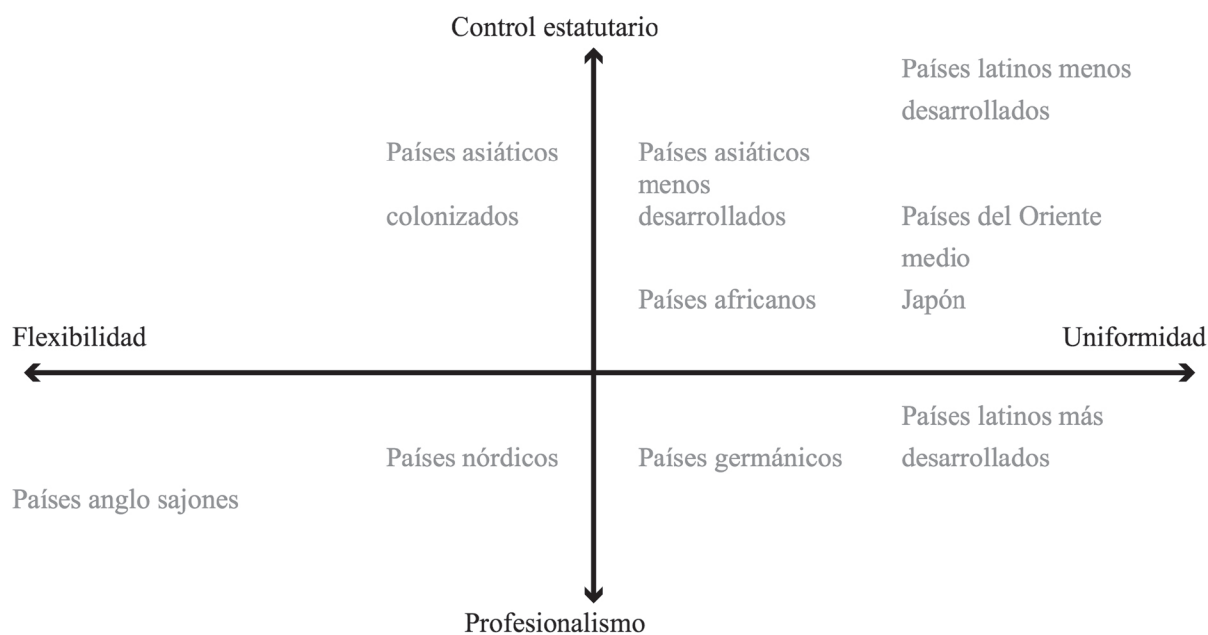 Control estatutario
Países latinos menos
desarrollados
Países asiáticos
colonizados
Países asiáticos
menos
desarrollados
Países del Oriente
medio
Países africanos
Japón
Flexibilidad
Uniformidad
Países latinos más
desarrollados
Países nórdicos
Países germánicos
Países anglo sajones
Profesionalismo